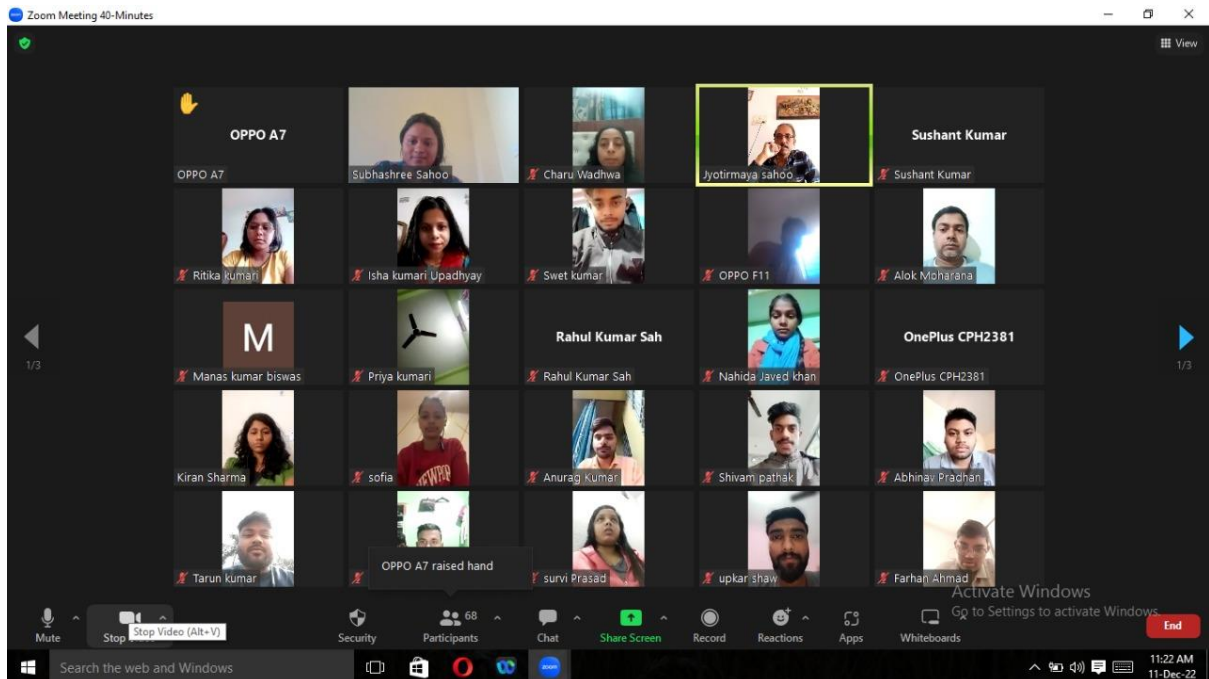 zoom Zoom Meeting 40-Minutes
View
OPPO A7
OPPO A7
Subhashree Sahoo
Charu Wadhwa
Jyotirmaya sahoo
Sushant Kumar
Sushant Kumar
Ritika kumari
Isha kumari Upadhyay
Swet kumar
OPPO F11
Alok Moharana
M
Manas kumar biswas
Priya kumari
Rahul Kumar Sah
Rahul Kumar Sah
Nahida Javed khan
OnePlus CPH2381
OnePlus CPH2381
1/3
1/3
Kiran Sharma
sofia
Anurag Kumar
Shivam pathak
Abhinav Pradhan
Tarun kumar
OPPO A7 raised hand
survi Prasad
upkar shaw
Farhan Ahmad
Activate Windows
Go to Settings to activate Windows.
68
Mute
Stop
Stop Video (Alt+V)
Security
Participants
Chat
Share Screen
Record
Reactions
Apps
Whiteboards
End
Search the web and Windows
zoom
11:22 AM
11-Dec-22